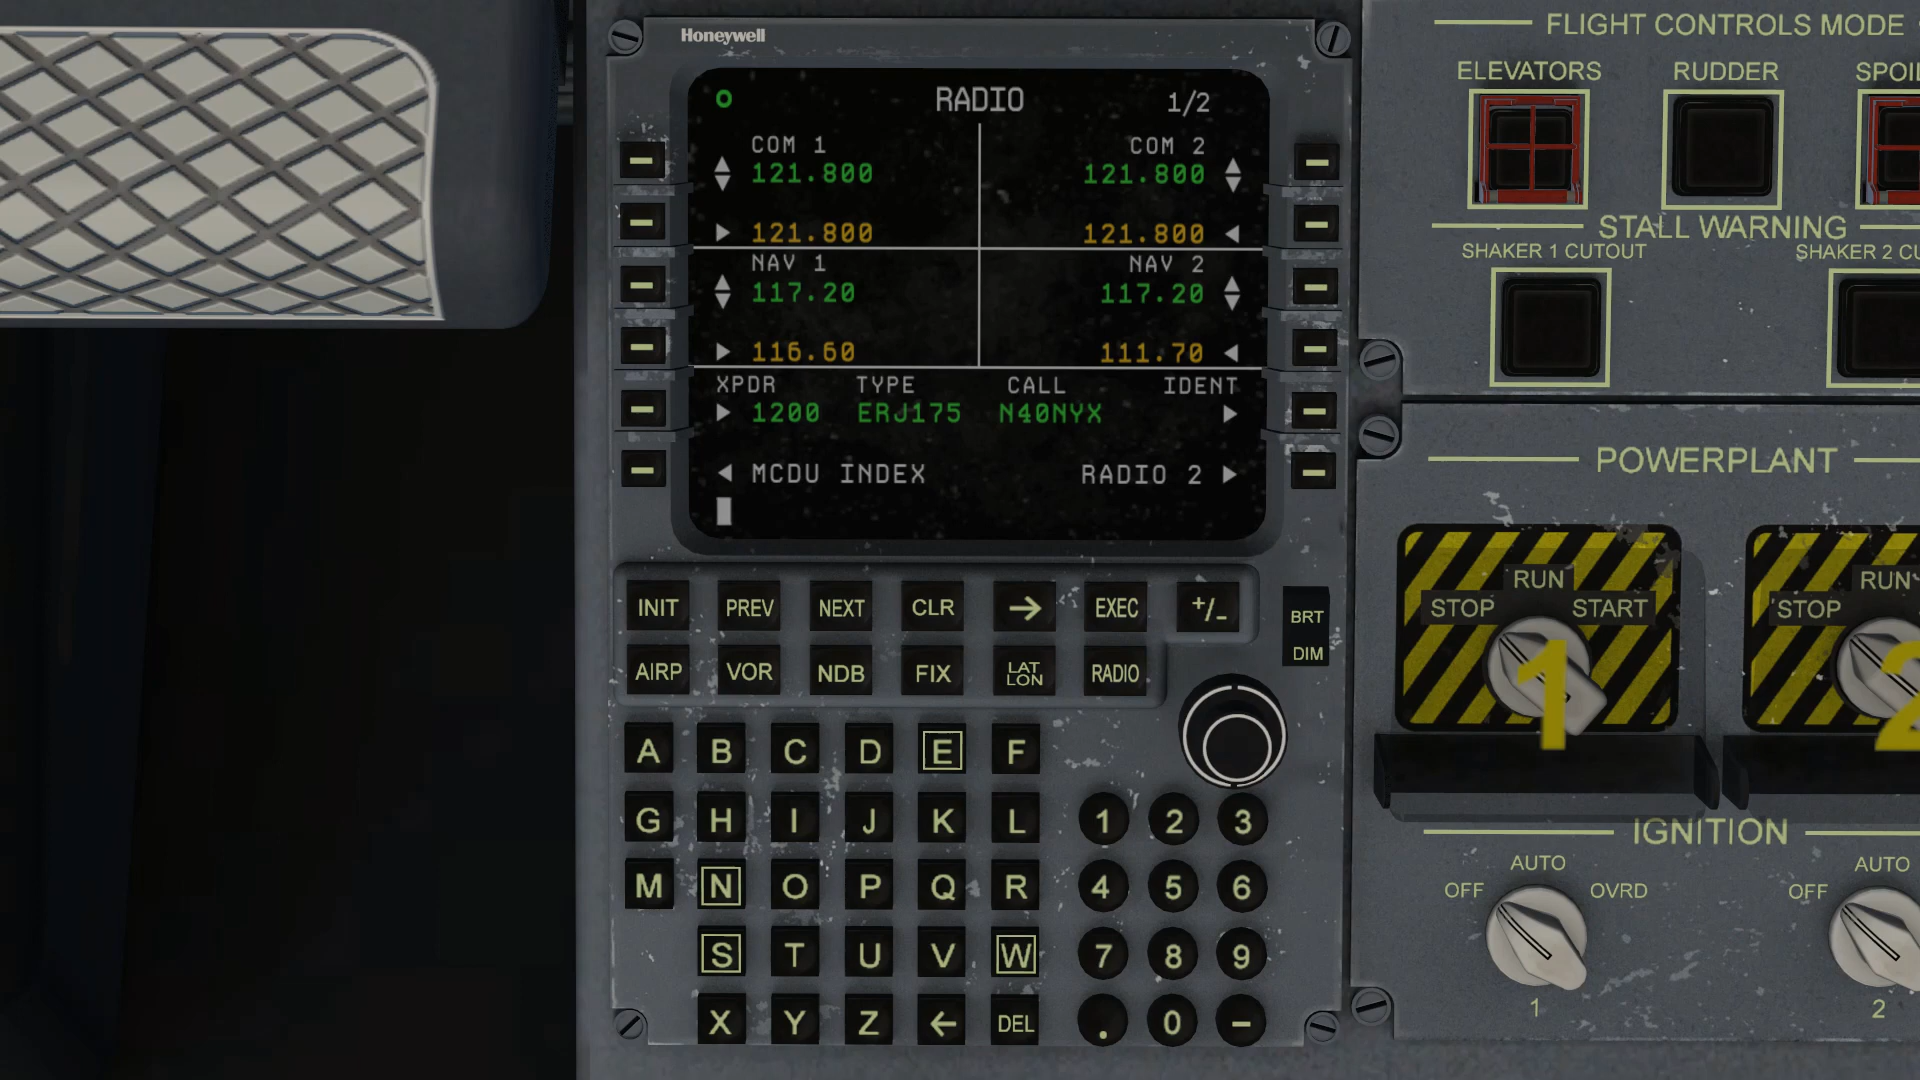 Honeywell
RADIO 1/2
COM 1 COM 2
121.800 121.800
121.800 121.800
NAV 1 NAV 2
117.20 117.20
116.60 111.70
XPDR TYPE CALL IDENT
1200 ERJ175 N40NYX
MCDU INDEX RADIO 2
INIT PREV NEXT CLR → EXEC +/-
AIRP VOR NDB FIX LAT LON RADIO
BRT
DIM
A B C D E F
G H I J K L 1 2 3
M N O P Q R 4 5 6
S T U V W 7 8 9
X Y Z ← DEL . 0 -
FLIGHT CONTROLS MODE
ELEVATORS RUDDER
STALL WARNING
SHAKER 1 CUTOUT SHAKER 2
POWERPLANT
RUN RUN
STOP START STOP
1 2
IGNITION
AUTO AUTO
OFF OVRD OFF
1 2